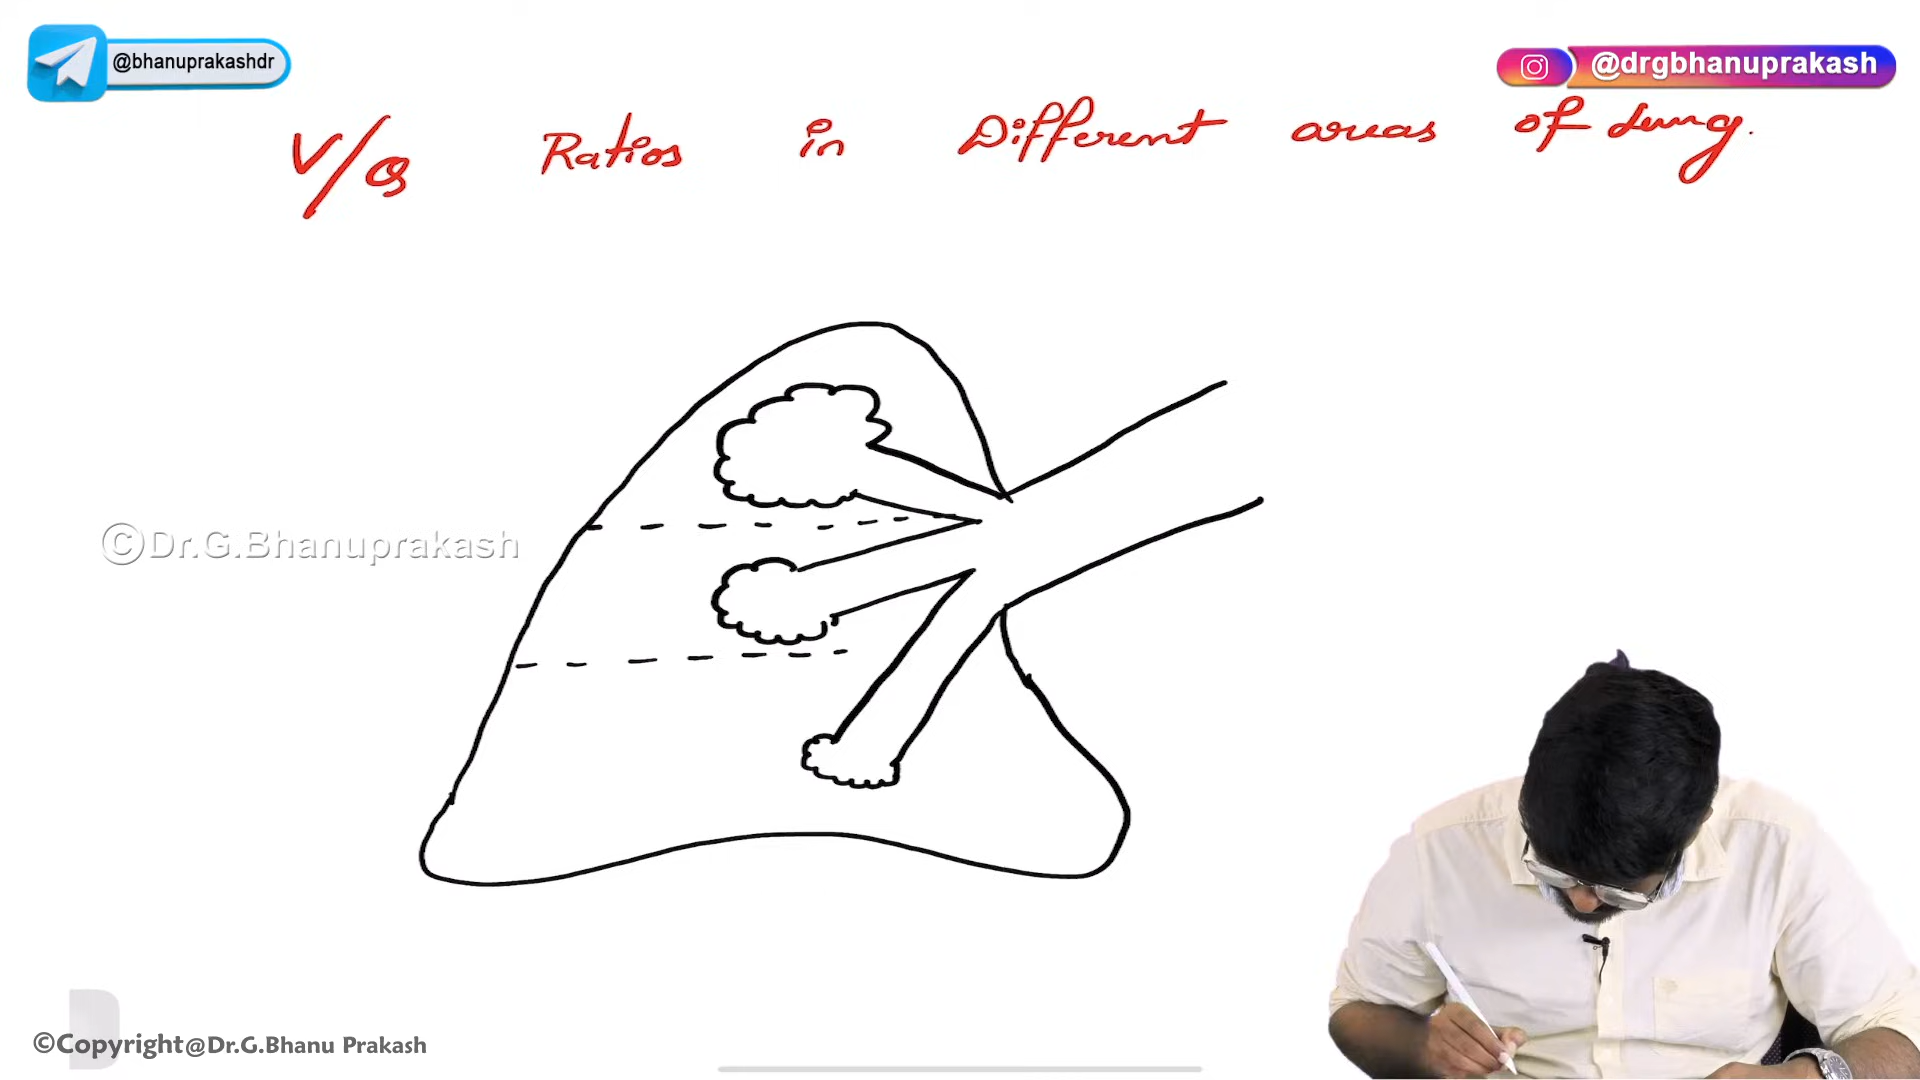 @bhanuprakashdr
@drgbhanuprakash
V/Q Ratios in Different areas of Lung.
©Dr.G.Bhanuprakash
©Copyright@Dr.G.Bhanu Prakash